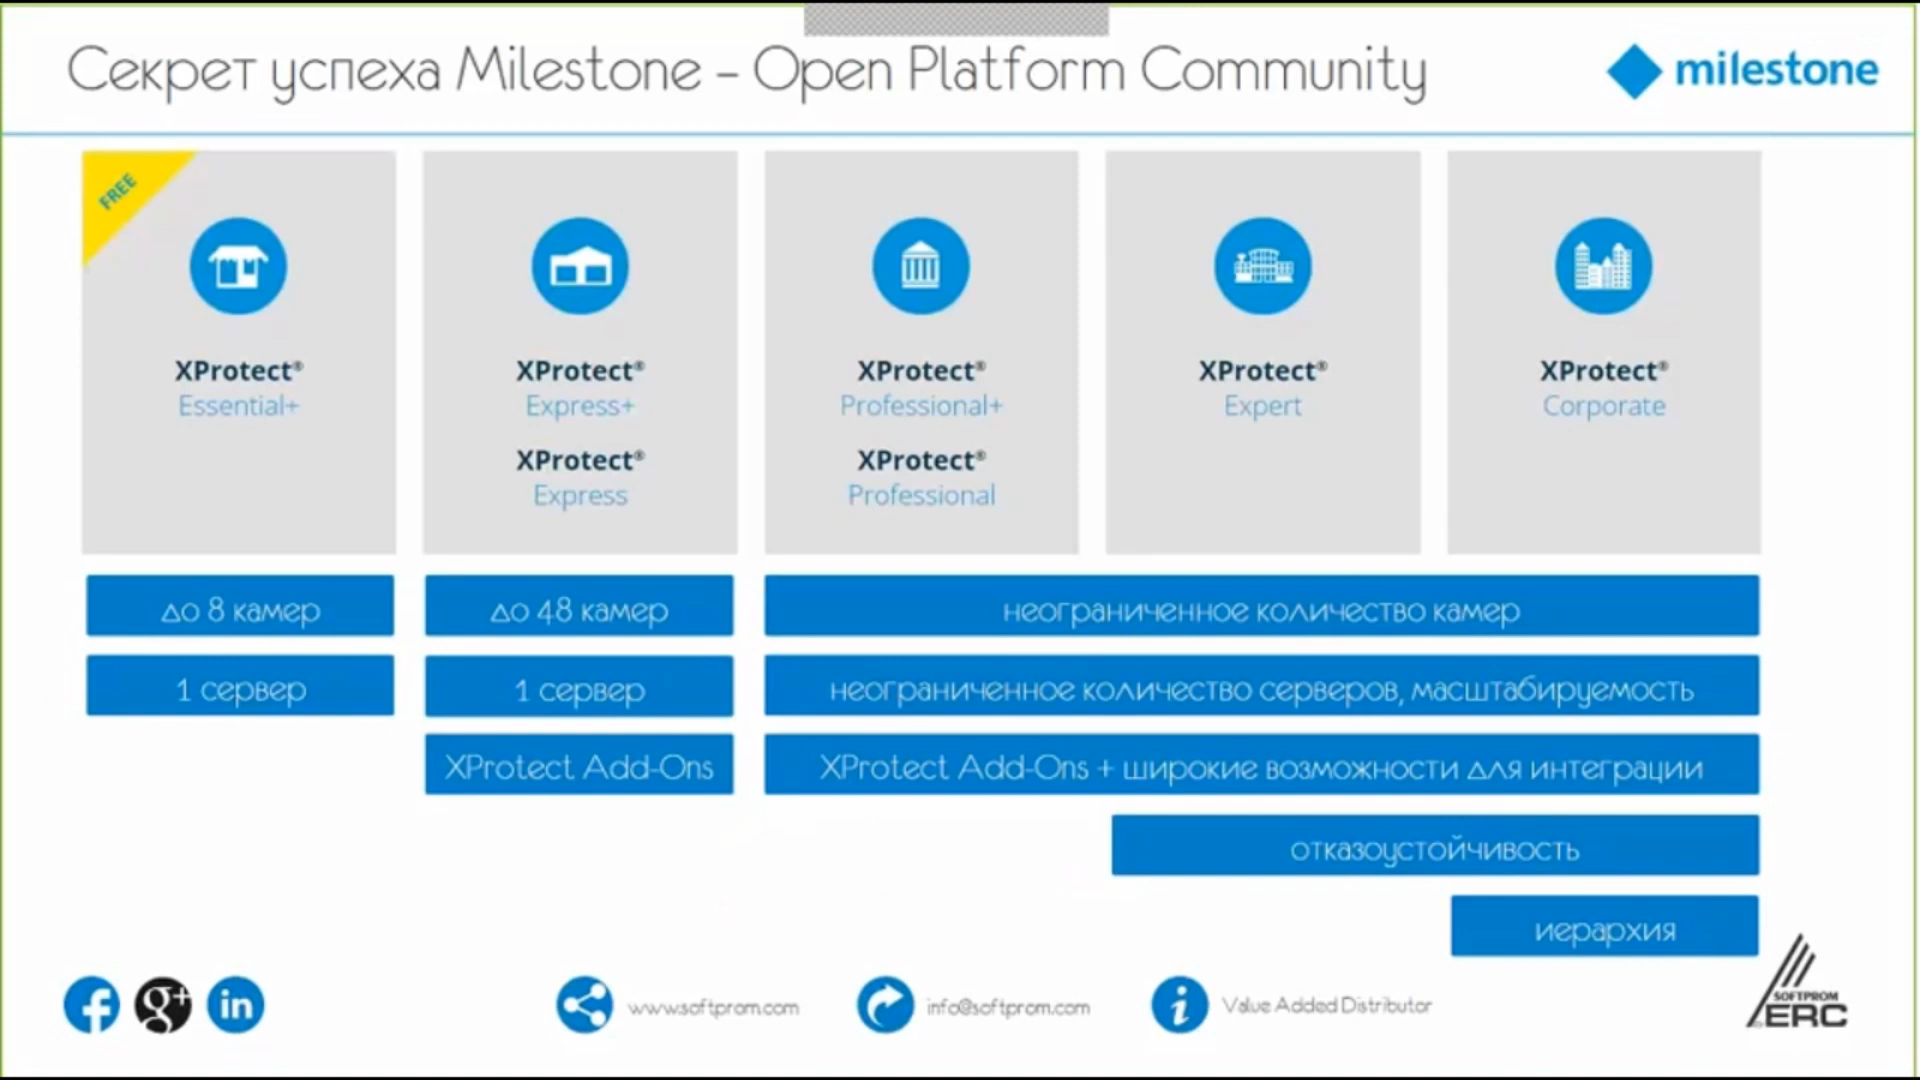 Секрет успеха Milestone – Open Platform Community
milestone
FREE
XProtect®
Essential+
XProtect®
Express+
XProtect®
Express
XProtect®
Professional+
XProtect®
Professional
XProtect®
Expert
XProtect®
Corporate
до 8 камер
до 48 камер
неограниченное количество камер
1 сервер
1 сервер
неограниченное количество серверов, масштабируемость
XProtect Add-Ons
XProtect Add-Ons + широкие возможности для интеграции
отказоустойчивость
иерархия
f
g+
in
www.softprom.com
info@softprom.com
i
Value Added Distributor
SOFTPROM
ERC